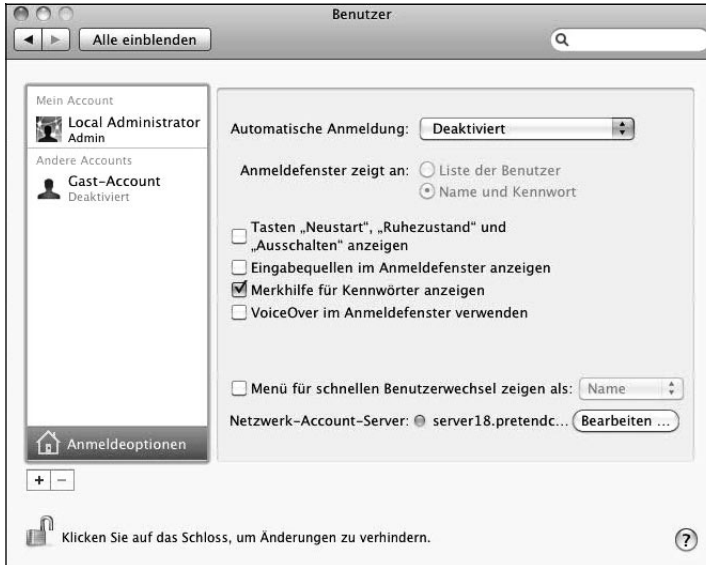 Benutzer
Alle einblenden
Mein Account
Local Administrator
Admin
Andere Accounts
Gast-Account
Deaktiviert
Anmeldeoptionen
Automatische Anmeldung: Deaktiviert
Anmeldefenster zeigt an: Liste der Benutzer
Name und Kennwort
Tasten „Neustart", „Ruhezustand" und
„Ausschalten" anzeigen
Eingabequellen im Anmeldefenster anzeigen
Merkhilfe für Kennwörter anzeigen
VoiceOver im Anmeldefenster verwenden
Menü für schnellen Benutzerwechsel zeigen als: Name
Netzwerk-Account-Server: server18.pretendc... Bearbeiten ...
+ −
Klicken Sie auf das Schloss, um Änderungen zu verhindern.
?